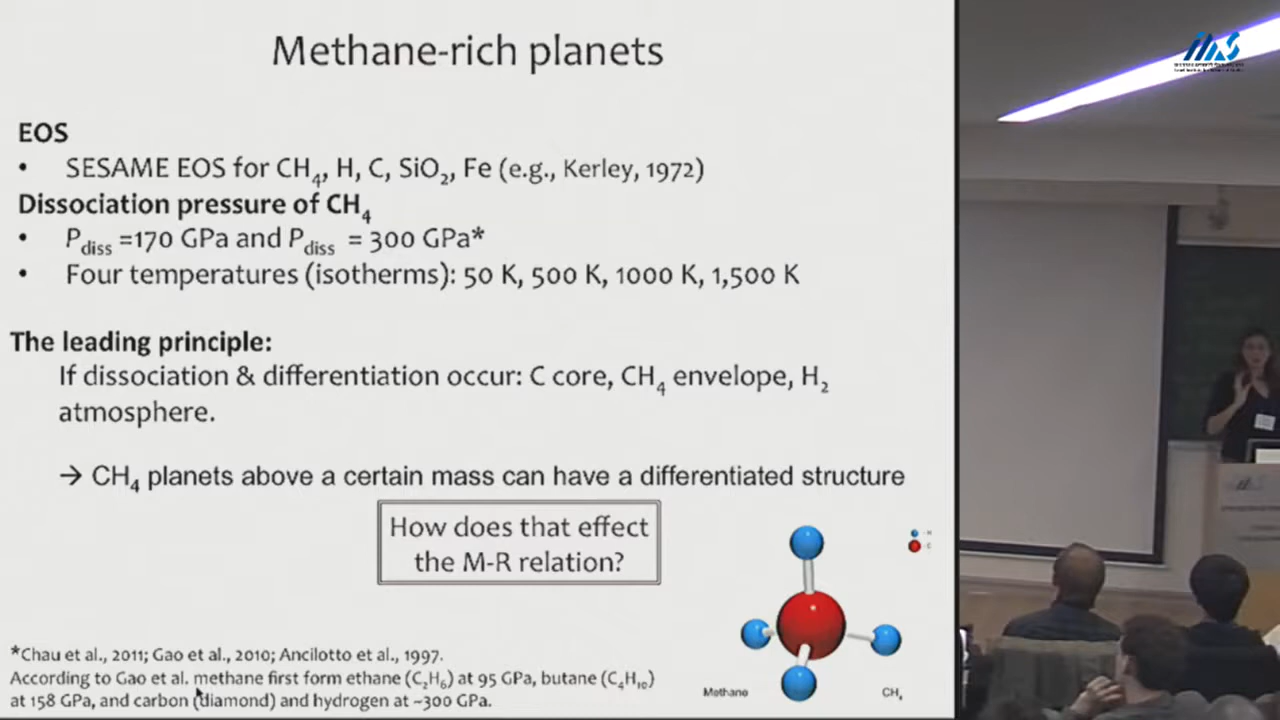 Methane-rich planets
EOS
• SESAME EOS for CH₄, H, C, SiO₂, Fe (e.g., Kerley, 1972)
Dissociation pressure of CH₄
• P_diss =170 GPa and P_diss = 300 GPa*
• Four temperatures (isotherms): 50 K, 500 K, 1000 K, 1,500 K
The leading principle:
If dissociation & differentiation occur: C core, CH₄ envelope, H₂
atmosphere.
→ CH₄ planets above a certain mass can have a differentiated structure
How does that effect
the M-R relation?
- H
- C
*Chau et al., 2011; Gao et al., 2010; Ancilotto et al., 1997.
According to Gao et al. methane first form ethane (C₂H₆) at 95 GPa, butane (C₄H₁₀)
at 158 GPa, and carbon (diamond) and hydrogen at ~300 GPa.
Methane CH₄